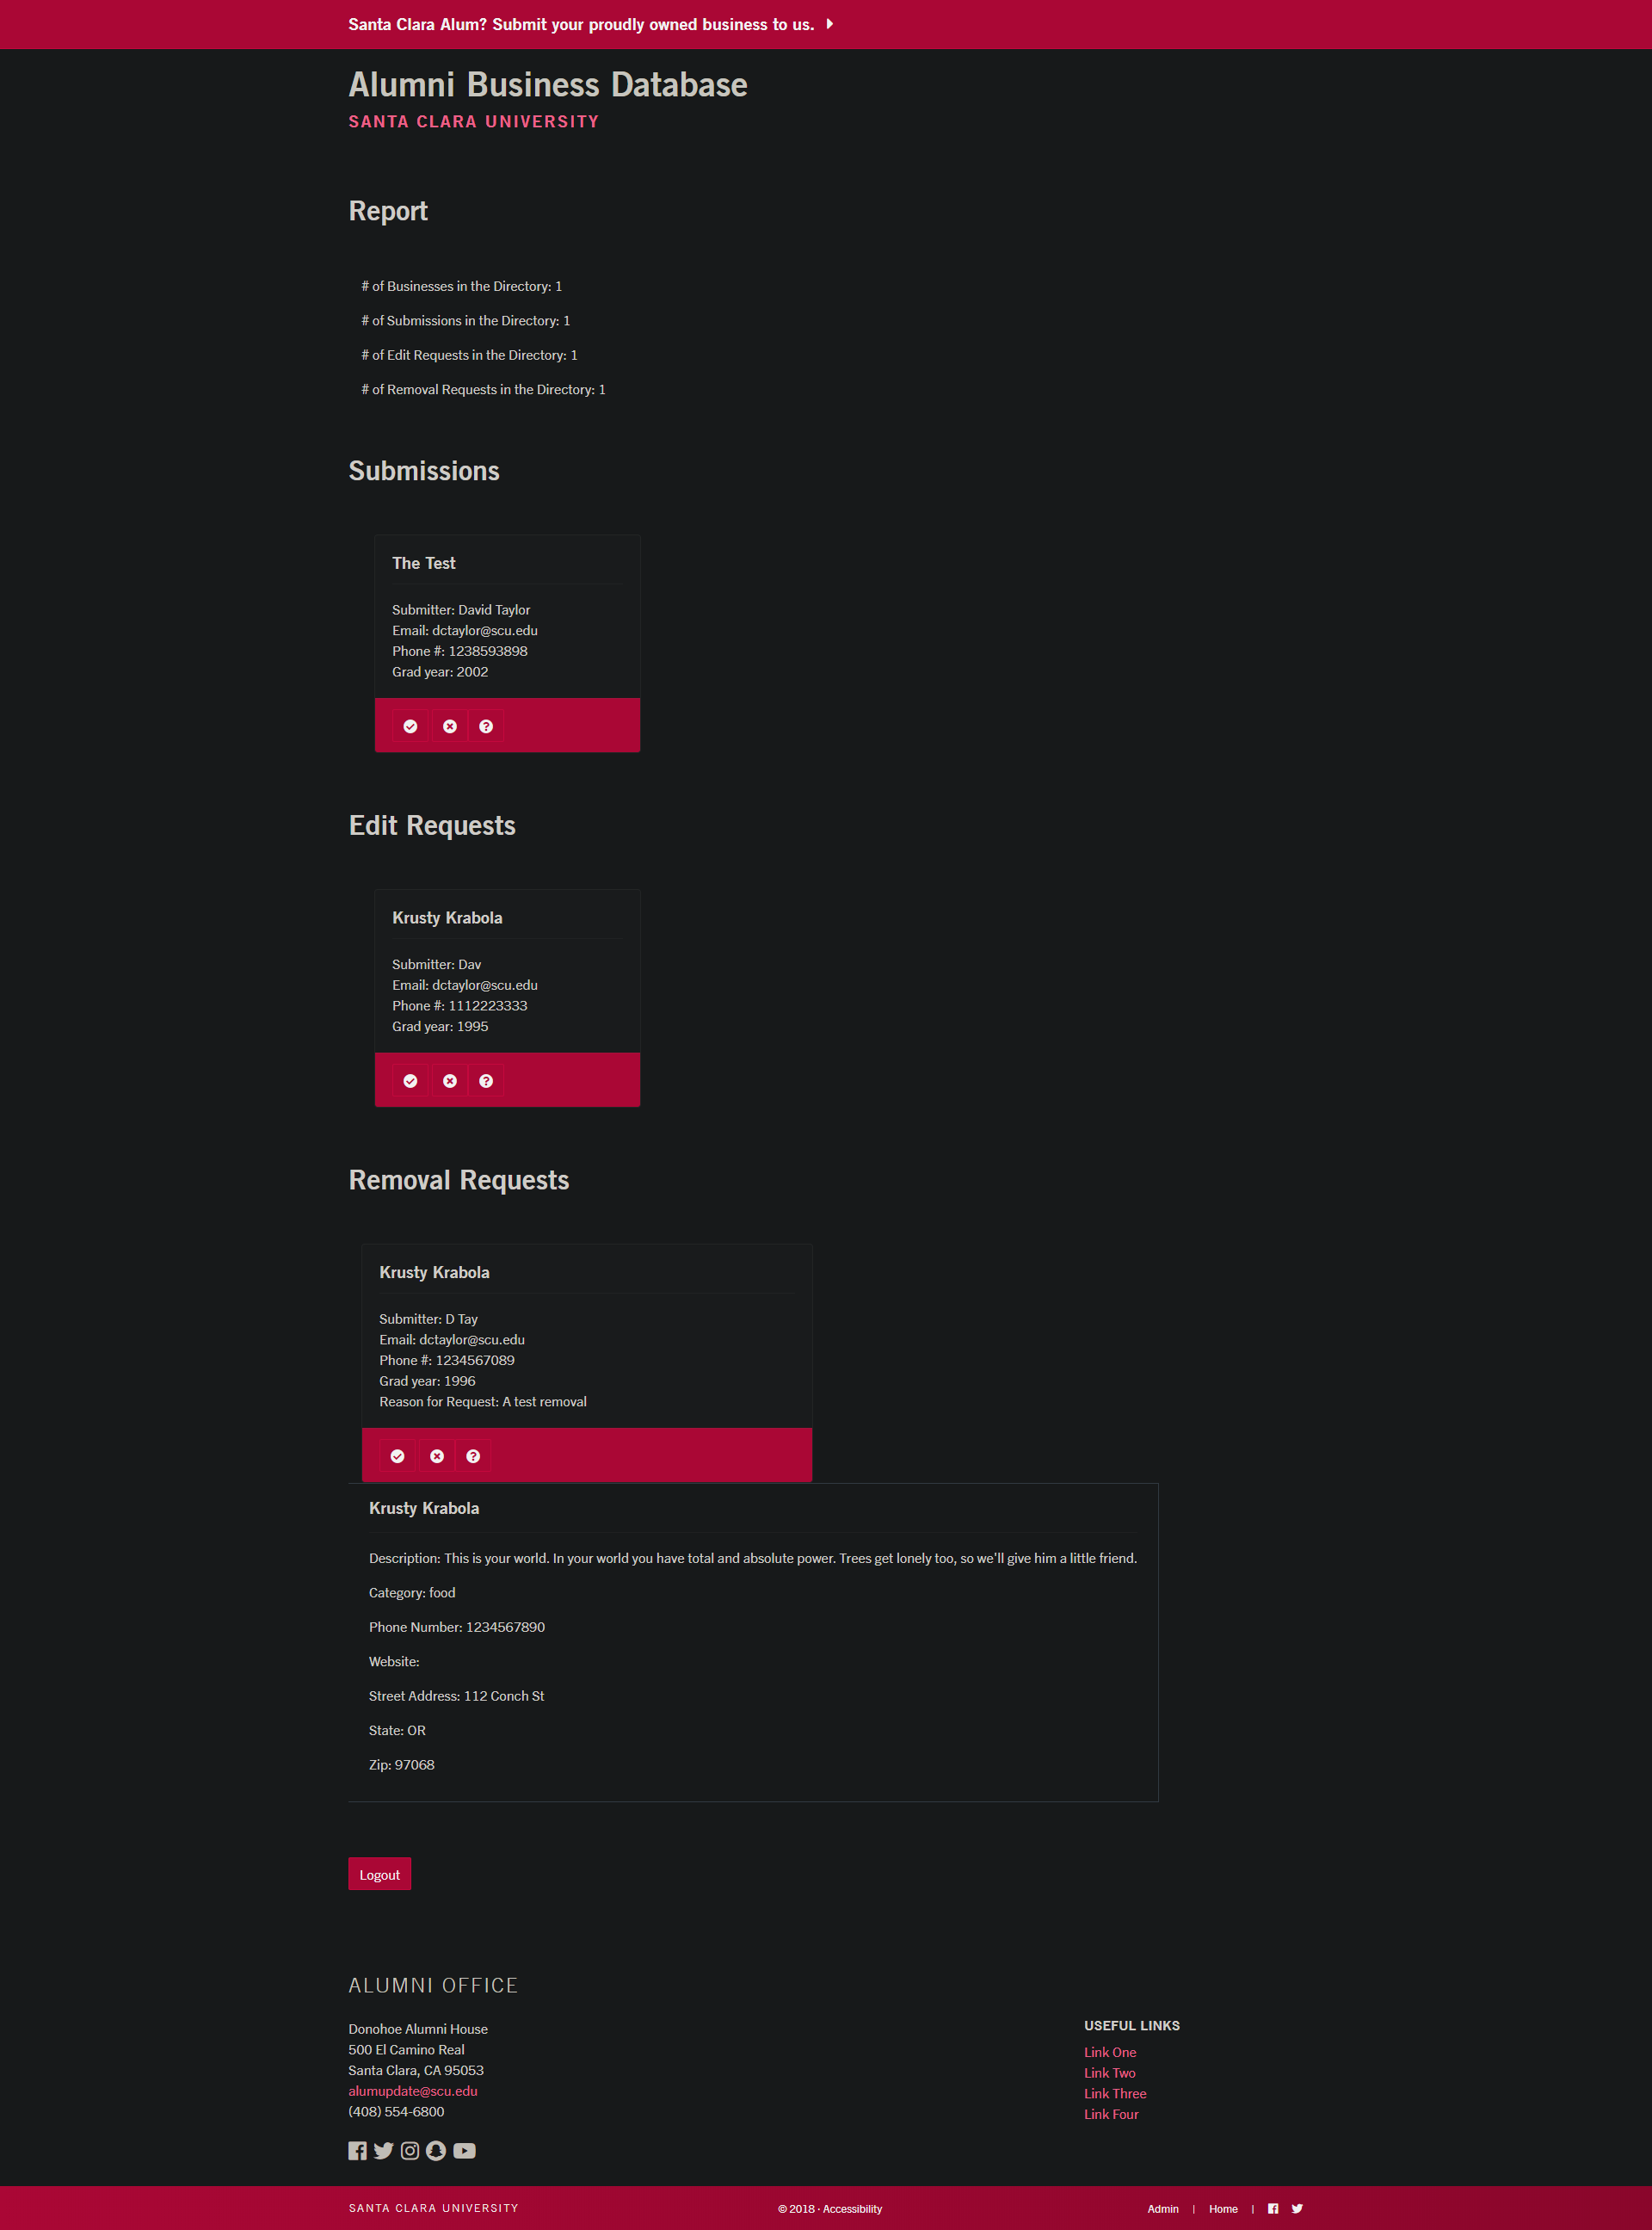 Santa Clara Alum? Submit your proudly owned business to us.
Alumni Business Database
SANTA CLARA UNIVERSITY
Report
# of Businesses in the Directory: 1
# of Submissions in the Directory: 1
# of Edit Requests in the Directory: 1
# of Removal Requests in the Directory: 1
Submissions
The Test
Submitter: David Taylor
Email: dctaylor@scu.edu
Phone #: 1238593898
Grad year: 2002
Edit Requests
Krusty Krabola
Submitter: Dav
Email: dctaylor@scu.edu
Phone #: 1112223333
Grad year: 1995
Removal Requests
Krusty Krabola
Submitter: D Tay
Email: dctaylor@scu.edu
Phone #: 1234567089
Grad year: 1996
Reason for Request: A test removal
Krusty Krabola
Description: This is your world. In your world you have total and absolute power. Trees get lonely too, so we'll give him a little friend.
Category: food
Phone Number: 1234567890
Website:
Street Address: 112 Conch St
State: OR
Zip: 97068
Logout
ALUMNI OFFICE
Donohoe Alumni House
500 El Camino Real
Santa Clara, CA 95053
alumupdate@scu.edu
(408) 554-6800
USEFUL LINKS
Link One
Link Two
Link Three
Link Four
SANTA CLARA UNIVERSITY
© 2018 · Accessibility
Admin | Home |